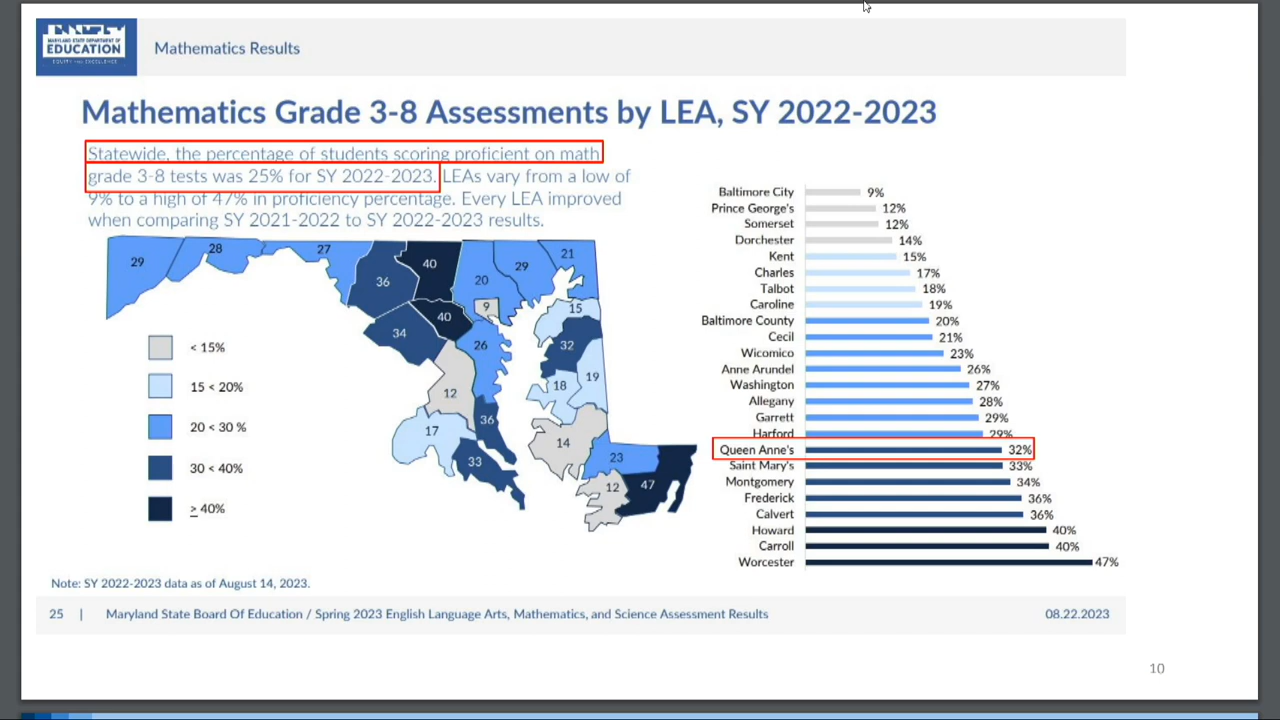 MARYLAND STATE DEPARTMENT OF
EDUCATION
EQUITY AND EXCELLENCE
Mathematics Results
Mathematics Grade 3-8 Assessments by LEA, SY 2022-2023
Statewide, the percentage of students scoring proficient on math
grade 3-8 tests was 25% for SY 2022-2023. LEAs vary from a low of
9% to a high of 47% in proficiency percentage. Every LEA improved
when comparing SY 2021-2022 to SY 2022-2023 results.
29
28
27
36
40
20
29
21
9
40
34
26
15
32
19
18
12
17
36
33
14
23
12
47
< 15%
15 < 20%
20 < 30 %
30 < 40%
≥ 40%
Baltimore City 9%
Prince George's 12%
Somerset 12%
Dorchester 14%
Kent 15%
Charles 17%
Talbot 18%
Caroline 19%
Baltimore County 20%
Cecil 21%
Wicomico 23%
Anne Arundel 26%
Washington 27%
Allegany 28%
Garrett 29%
Harford 29%
Queen Anne's 32%
Saint Mary's 33%
Montgomery 34%
Frederick 36%
Calvert 36%
Howard 40%
Carroll 40%
Worcester 47%
Note: SY 2022-2023 data as of August 14, 2023.
25 | Maryland State Board Of Education / Spring 2023 English Language Arts, Mathematics, and Science Assessment Results 08.22.2023
10